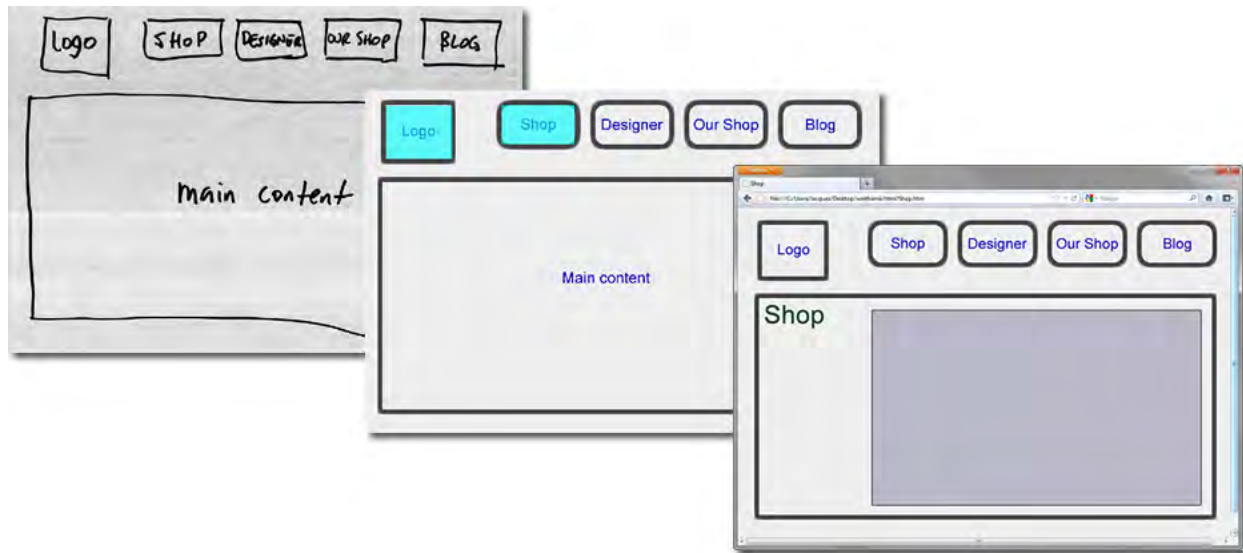 Logo SHOP DESIGNER OUR SHOP BLOG
main content
Logo Shop Designer Our Shop Blog
Main content
Shop
Logo Shop Designer Our Shop Blog
Shop